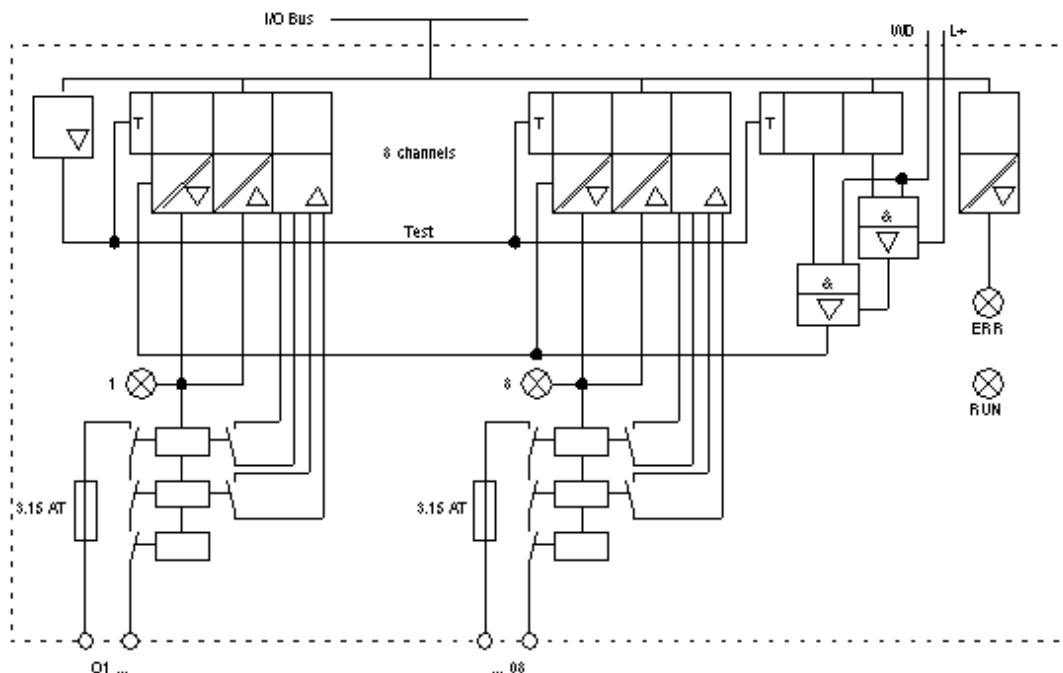 I/O Bus
WD L+
T T T
8 channels
&
Test
&
ERR
1 8
RUN
3.15 AT 3.15 AT
O1 ... ... 08